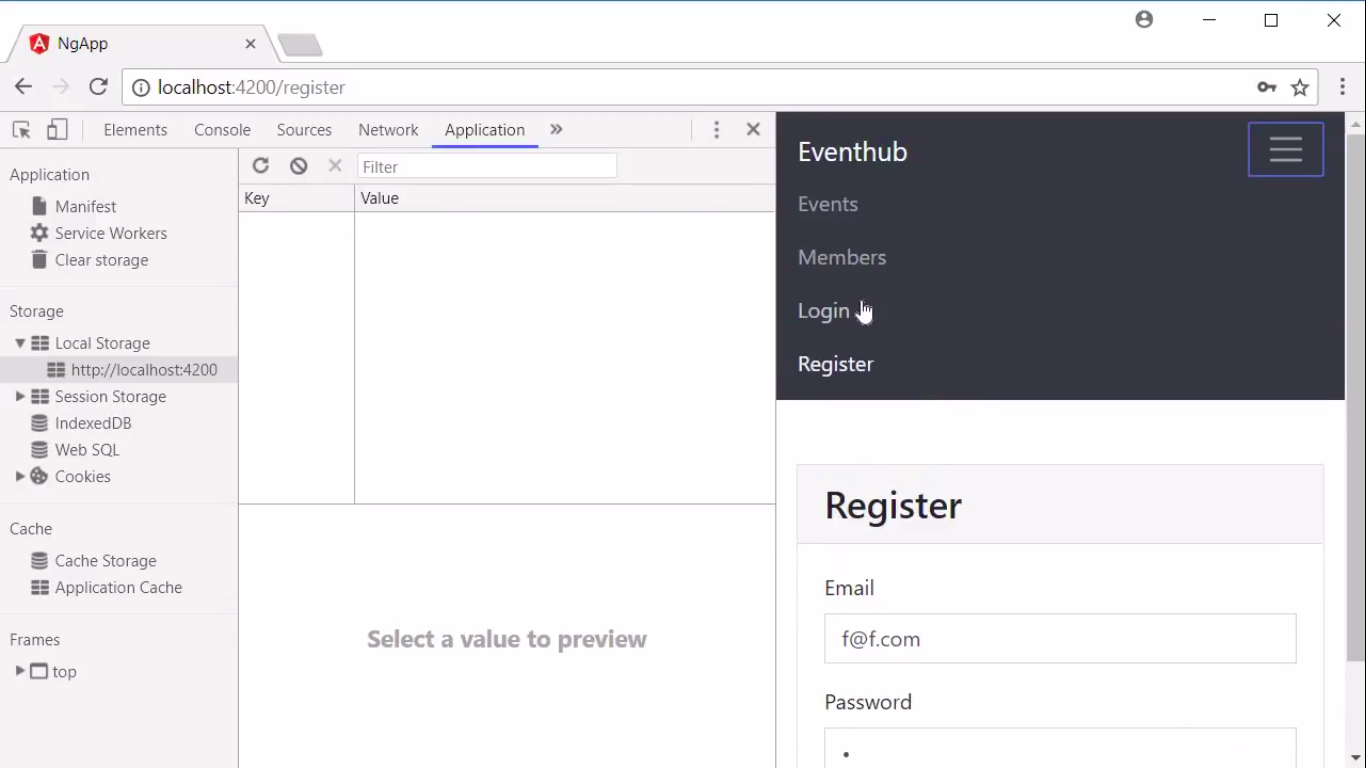 NgApp
localhost:4200/register
Elements Console Sources Network Application »
Application
Manifest
Service Workers
Clear storage
Storage
Local Storage
http://localhost:4200
Session Storage
IndexedDB
Web SQL
Cookies
Cache
Cache Storage
Application Cache
Frames
top
Filter
Key Value
Select a value to preview
Eventhub
Events
Members
Login
Register
Register
Email
f@f.com
Password
•